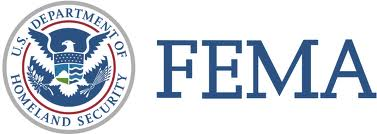 U.S. DEPARTMENT OF
HOMELAND SECURITY
FEMA